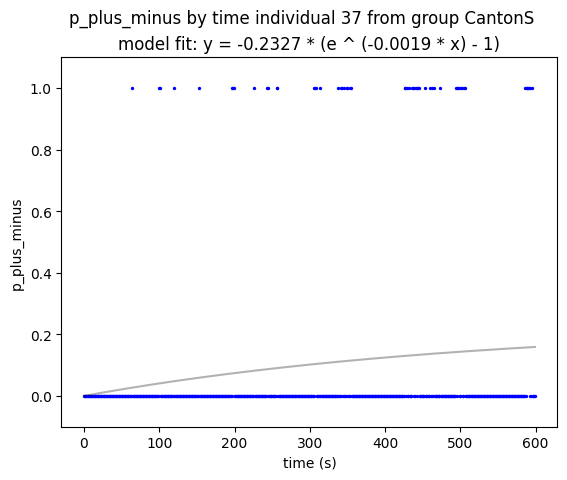 p_plus_minus by time individual 37 from group CantonS
model fit: y = -0.2327 * (e ^ (-0.0019 * x) - 1)
1.0
0.8
0.6
0.4
0.2
0.0
p_plus_minus
0 100 200 300 400 500 600
time (s)